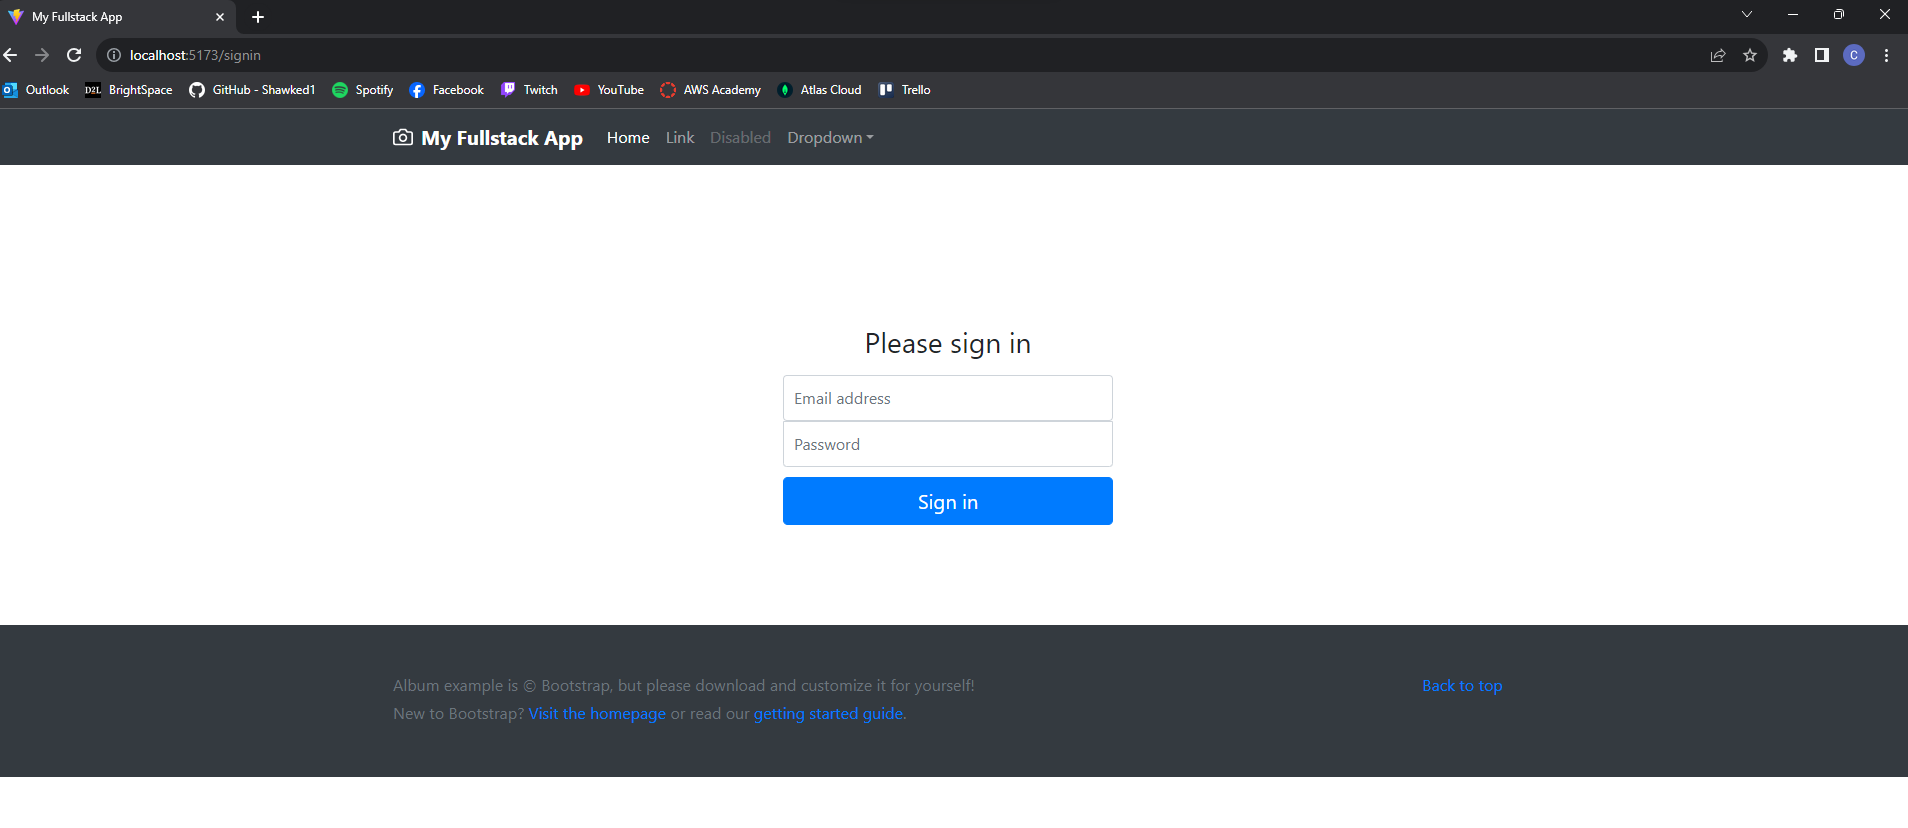 My Fullstack App
localhost:5173/signin
C
Outlook D2L BrightSpace GitHub - Shawked1 Spotify Facebook Twitch YouTube AWS Academy Atlas Cloud Trello
My Fullstack App Home Link Disabled Dropdown
Please sign in
Email address
Password
Sign in
Album example is © Bootstrap, but please download and customize it for yourself! Back to top
New to Bootstrap? Visit the homepage or read our getting started guide.